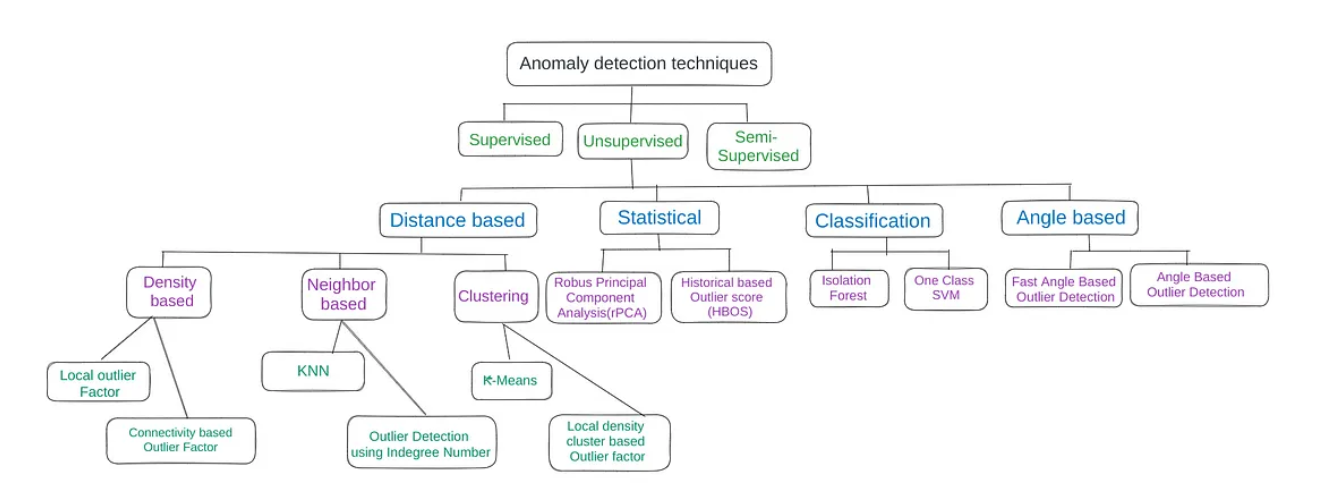 Anomaly detection techniques
Supervised
Unsupervised
Semi-
Supervised
Distance based
Statistical
Classification
Angle based
Density
based
Neighbor
based
Clustering
Robus Principal
Component
Analysis(rPCA)
Historical based
Outlier score
(HBOS)
Isolation
Forest
One Class
SVM
Fast Angle Based
Outlier Detection
Angle Based
Outlier Detection
Local outlier
Factor
KNN
K-Means
Connectivity based
Outlier Factor
Outlier Detection
using Indegree Number
Local density
cluster based
Outlier factor